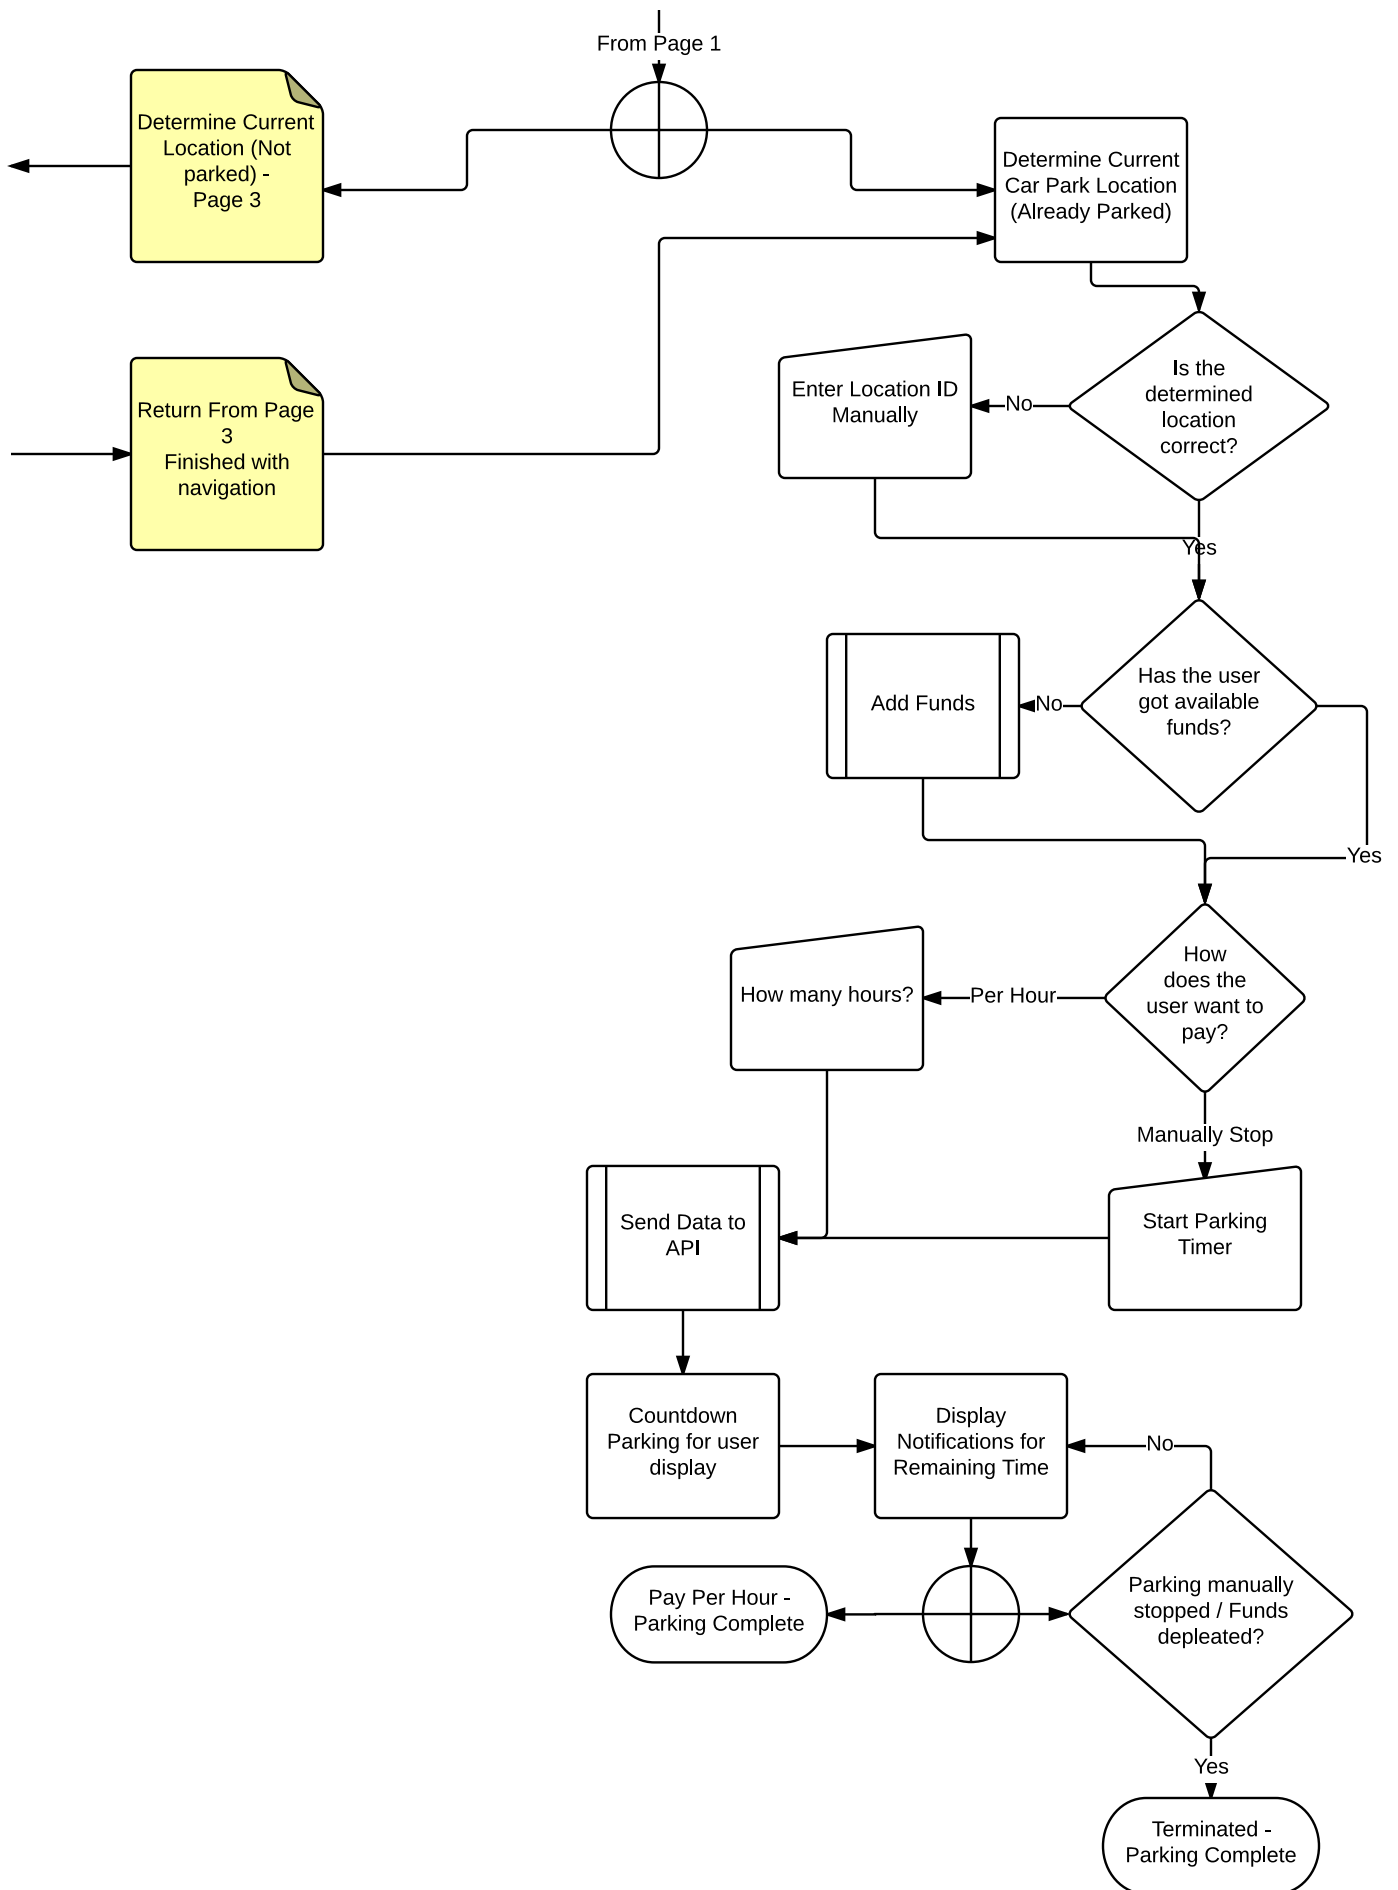 From Page 1
Determine Current
Location (Not
parked) -
Page 3
Determine Current
Car Park Location
(Already Parked)
Return From Page
3
Finished with
navigation
Enter Location ID
Manually
No
Is the
determined
location
correct?
Yes
Add Funds
No
Has the user
got available
funds?
Yes
How many hours?
Per Hour
How
does the
user want to
pay?
Manually Stop
Send Data to
API
Start Parking
Timer
Countdown
Parking for user
display
Display
Notifications for
Remaining Time
No
Pay Per Hour -
Parking Complete
Parking manually
stopped / Funds
depleated?
Yes
Terminated -
Parking Complete